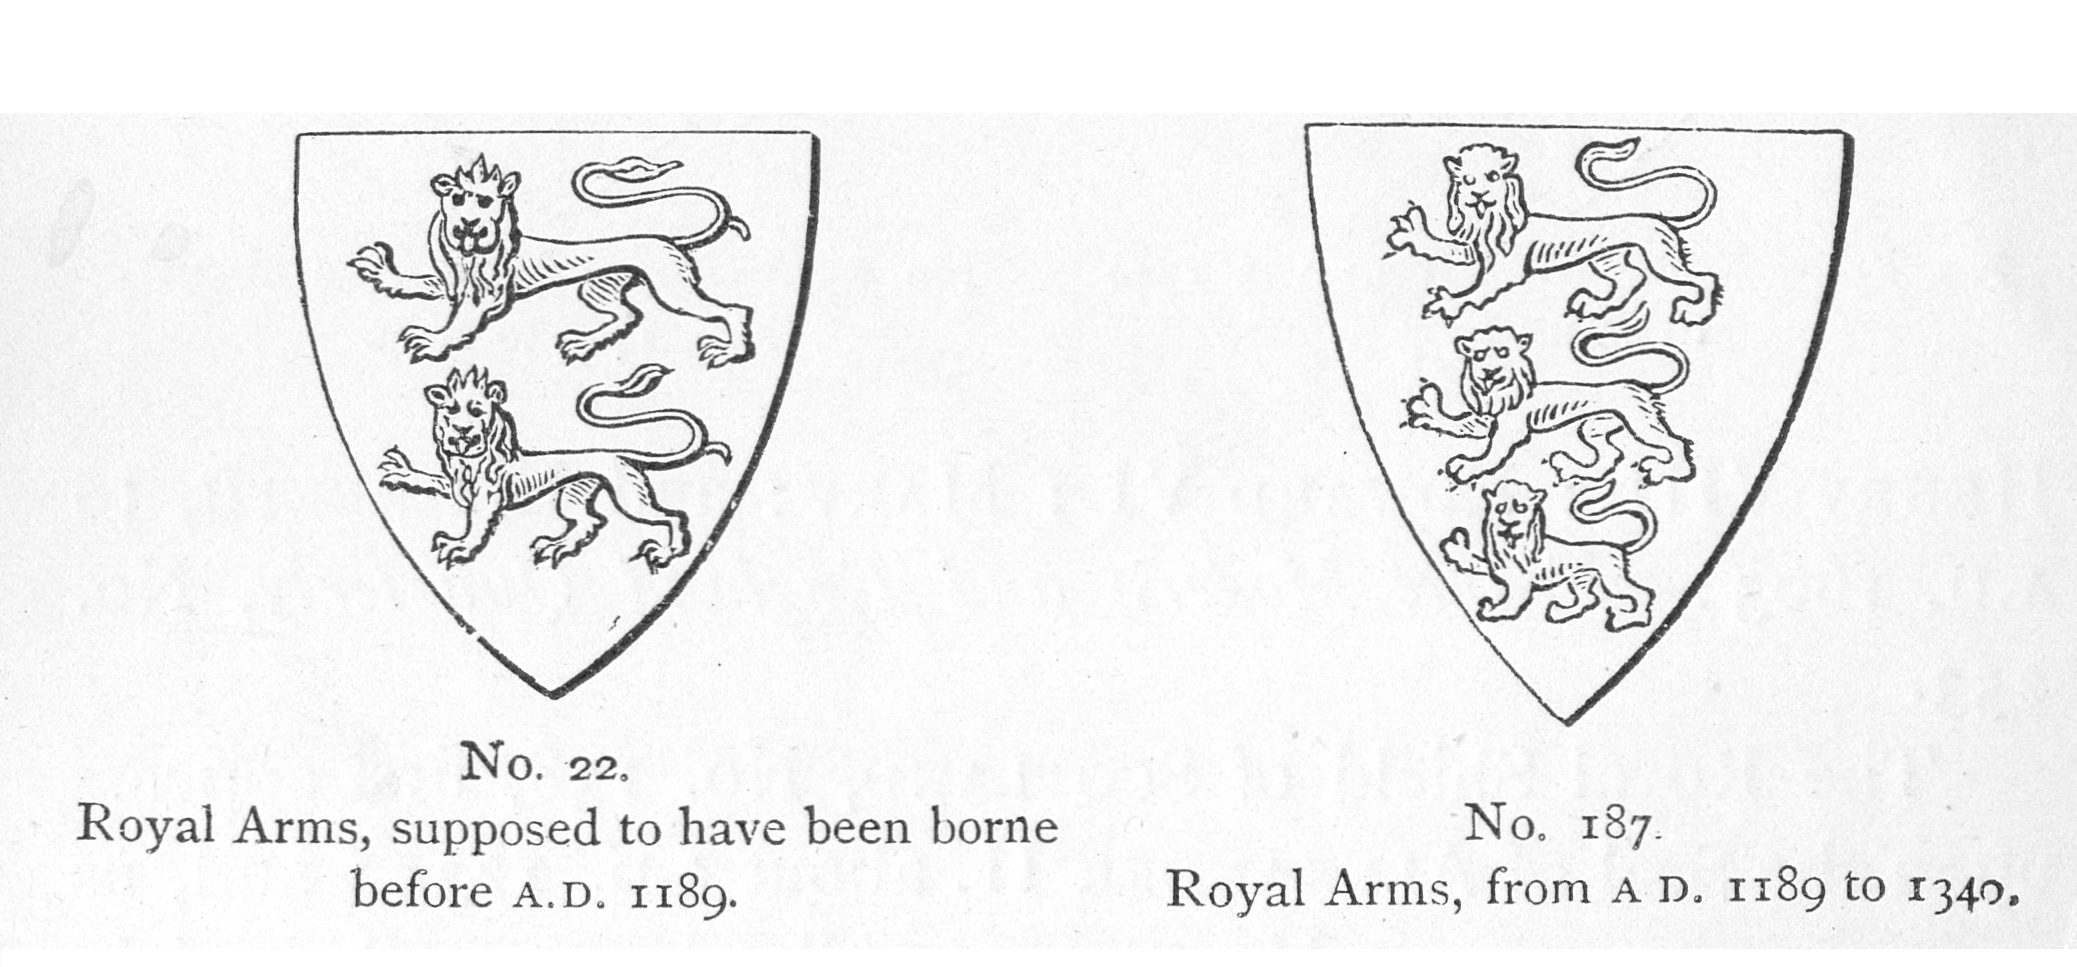 No. 22.
Royal Arms, supposed to have been borne
before A.D. 1189.
No. 187.
Royal Arms, from A D. 1189 to 1340.